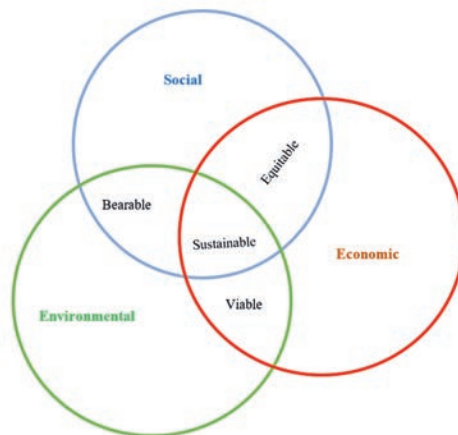 Social
Equitable
Bearable
Sustainable
Economic
Viable
Environmental